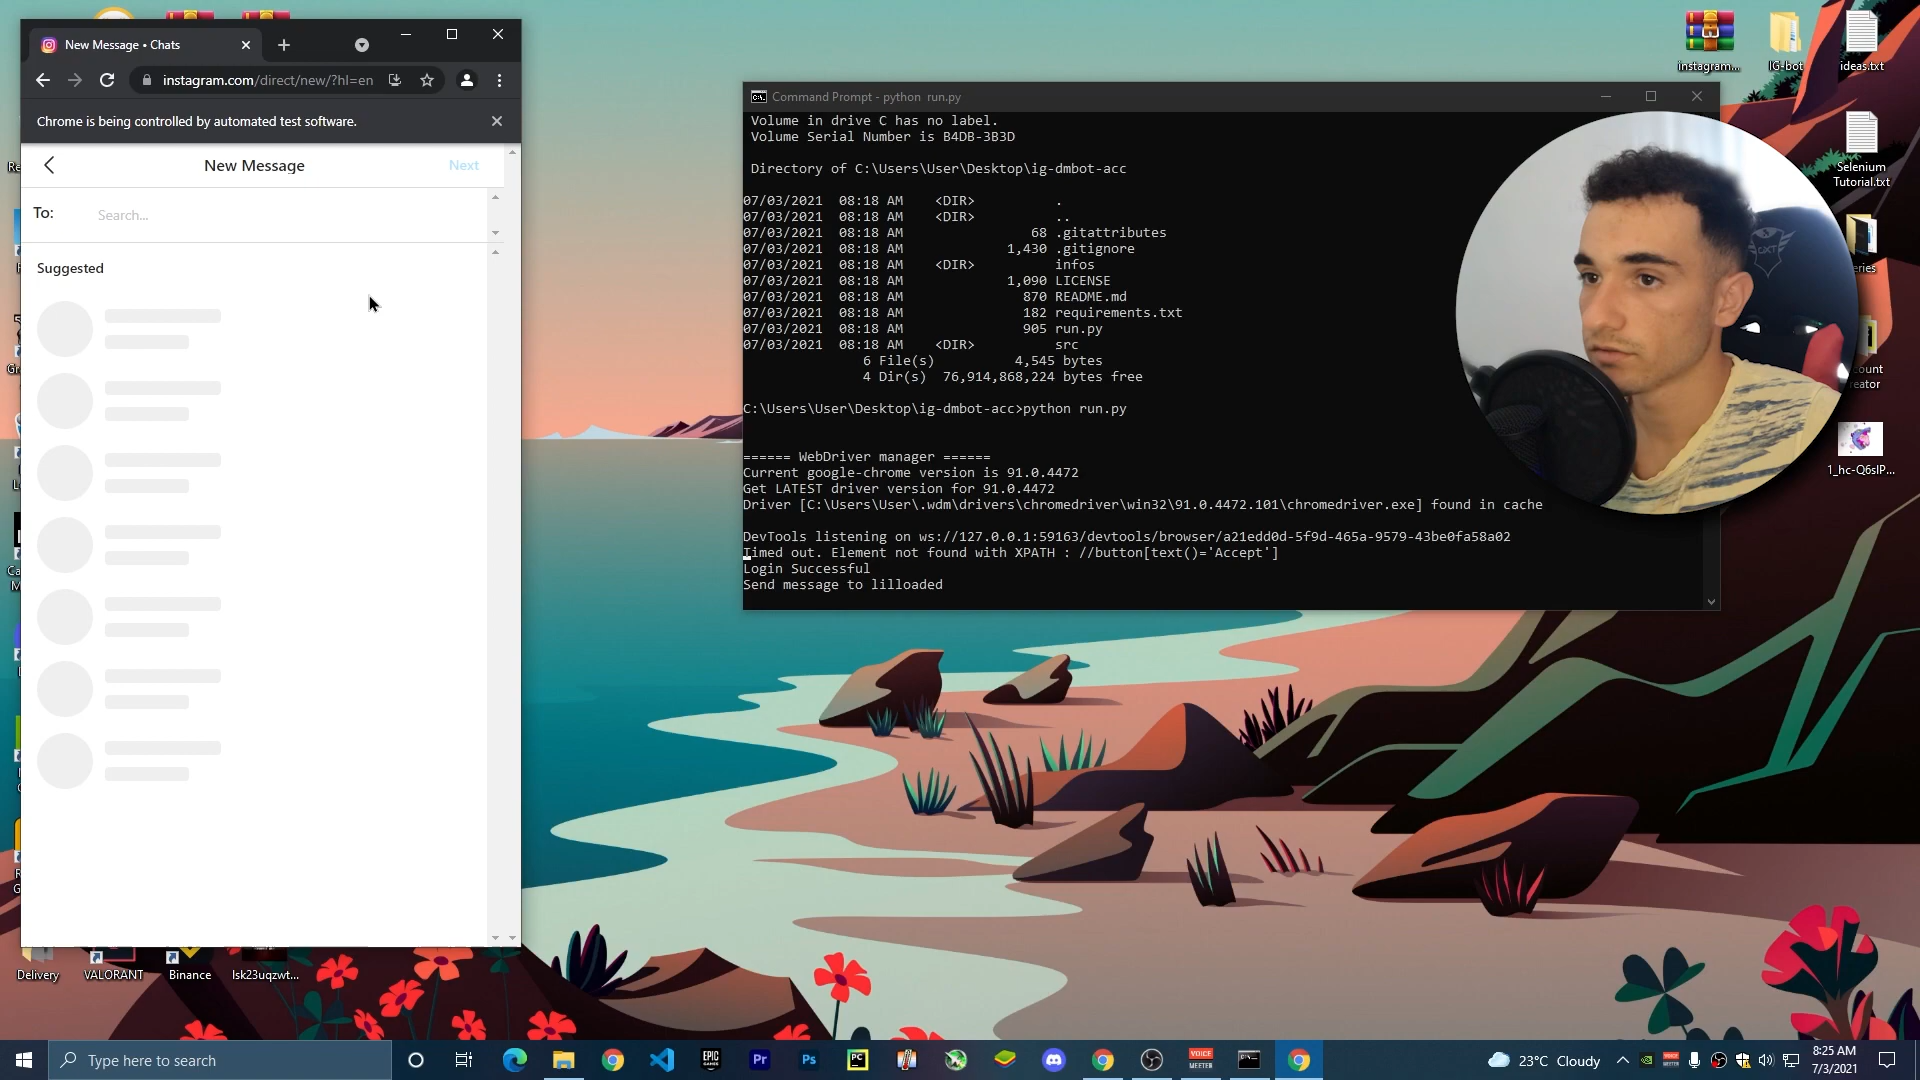 New Message • Chats
instagram.com/direct/new/?hl=en
Chrome is being controlled by automated test software.
New Message
Next
To:
Search...
Suggested
Command Prompt - python  run.py
Volume in drive C has no label.
Volume Serial Number is B4DB-3B3D
Directory of C:\Users\User\Desktop\ig-dmbot-acc
07/03/2021  08:18 AM    <DIR>          .
07/03/2021  08:18 AM    <DIR>          ..
07/03/2021  08:18 AM                68 .gitattributes
07/03/2021  08:18 AM             1,430 .gitignore
07/03/2021  08:18 AM    <DIR>          infos
07/03/2021  08:18 AM             1,090 LICENSE
07/03/2021  08:18 AM               870 README.md
07/03/2021  08:18 AM               182 requirements.txt
07/03/2021  08:18 AM               905 run.py
07/03/2021  08:18 AM    <DIR>          src
6 File(s)          4,545 bytes
4 Dir(s)  76,914,868,224 bytes free
C:\Users\User\Desktop\ig-dmbot-acc>python run.py
====== WebDriver manager ======
Current google-chrome version is 91.0.4472
Get LATEST driver version for 91.0.4472
Driver [C:\Users\User\.wdm\drivers\chromedriver\win32\91.0.4472.101\chromedriver.exe] found in cache
DevTools listening on ws://127.0.0.1:59163/devtools/browser/a21edd0d-5f9d-465a-9579-43be0fa58a02
Timed out. Element not found with XPATH : //button[text()='Accept']
Login Successful
Send message to lilloaded
instagram...
IG-bot
ideas.txt
Selenium
Tutorial.txt
1_hc-Q6sIP...
Delivery
VALORANT
Binance
lsk23uqzwt...
Type here to search
EPIC
GAMES
Pr
Ps
PC
VOICE
MEETER
23°C Cloudy
8:25 AM
7/3/2021